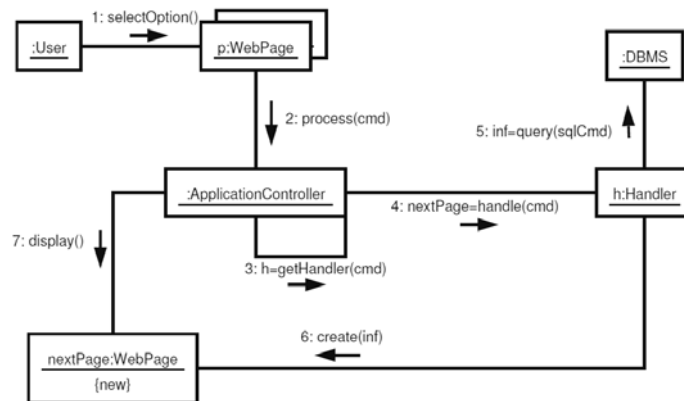 1: selectOption()
:User
p:WebPage
:DBMS
2: process(cmd)
5: inf=query(sqlCmd)
:ApplicationController
h:Handler
4: nextPage=handle(cmd)
7: display()
3: h=getHandler(cmd)
6: create(inf)
nextPage:WebPage
{new}